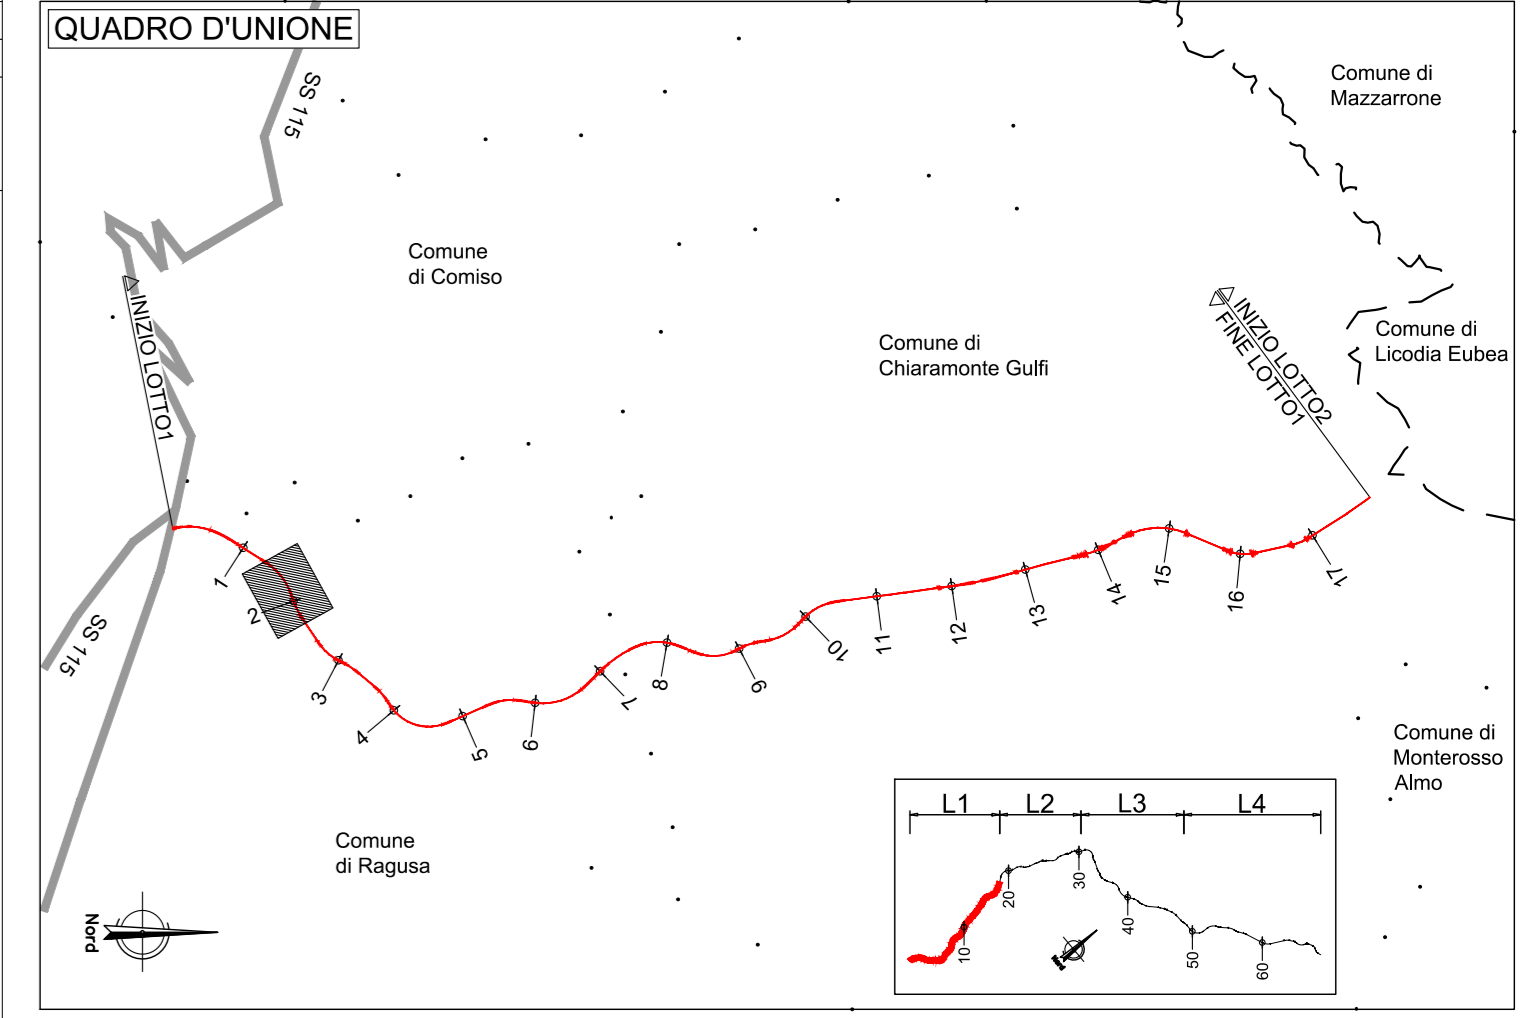 QUADRO D'UNIONE
SS 115
Comune di
Mazzarrone
Comune
di Comiso
INIZIO LOTTO1
Comune di
Chiaramonte Gulfi
INIZIO LOTTO2
FINE LOTTO1
Comune di
Licodia Eubea
SS 115
1
2
3
4
5
6
7
8
9
10
11
12
13
14
15
16
17
Comune di
Monterosso
Almo
Comune
di Ragusa
Nord
L1 L2 L3 L4
10
20
30
40
50
60
Nord